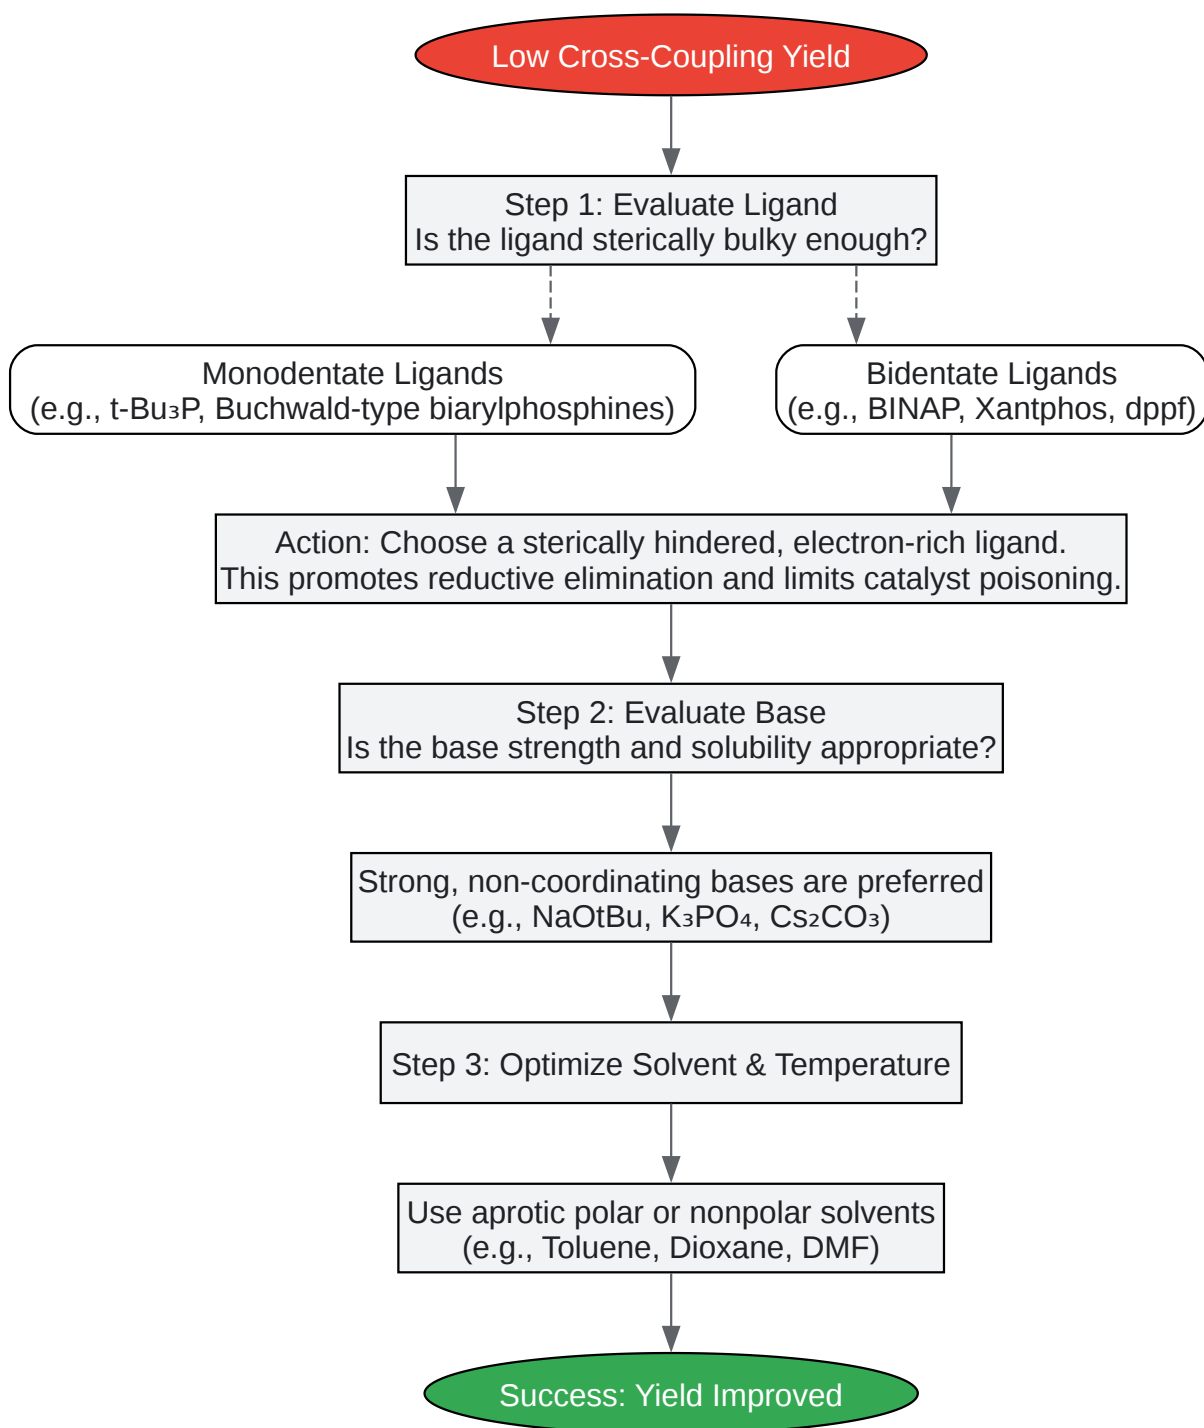 Low Cross-Coupling Yield
Step 1: Evaluate Ligand
Is the ligand sterically bulky enough?
Monodentate Ligands
(e.g., t-Bu₃P, Buchwald-type biarylphosphines)
Bidentate Ligands
(e.g., BINAP, Xantphos, dppf)
Action: Choose a sterically hindered, electron-rich ligand.
This promotes reductive elimination and limits catalyst poisoning.
Step 2: Evaluate Base
Is the base strength and solubility appropriate?
Strong, non-coordinating bases are preferred
(e.g., NaOtBu, K₃PO₄, Cs₂CO₃)
Step 3: Optimize Solvent & Temperature
Use aprotic polar or nonpolar solvents
(e.g., Toluene, Dioxane, DMF)
Success: Yield Improved